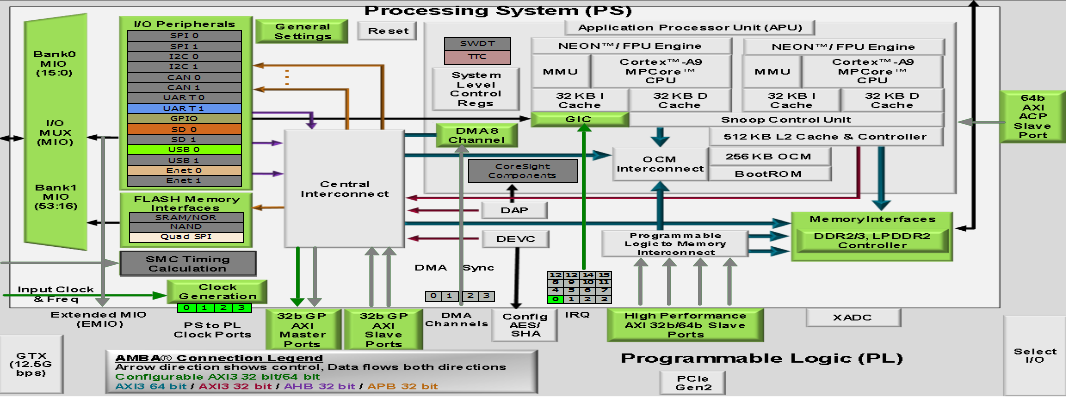 Processing System (PS)
Bank0
MIO
(15:0)
I/O
MUX
(MIO)
Bank1
MIO
(53:16)
I/O Peripherals
SPI 0
SPI 1
I2C 0
I2C 1
CAN 0
CAN 1
UART 0
UART 1
GPIO
SD 0
SD 1
USB 0
USB 1
Enet 0
Enet 1
FLASH Memory
Interfaces
SRAM/NOR
NAND
Quad SPI
SMC Timing
Calculation
General
Settings
Reset
Application Processor Unit (APU)
SWDT
TTC
System
Level
Control
Regs
NEON™/ FPU Engine
MMU
Cortex™-A9
MPCore™
CPU
32 KB I
Cache
32 KB D
Cache
NEON™/ FPU Engine
MMU
Cortex™-A9
MPCore™
CPU
32 KB I
Cache
32 KB D
Cache
GIC
Snoop Control Unit
DMA8
Channel
512 KB L2 Cache & Controller
OCM
Interconnect
256 KB OCM
BootROM
CoreSight
Components
64b
AXI
ACP
Slave
Port
Central
Interconnect
DAP
DEVC
Programmable
Logic to Memory
Interconnect
Memory Interfaces
DDR2/3, LPDDR2
Controller
Input Clock
& Freq
Clock
Generation
0 1 2 3
DMA Sync
0 1 2 3
12 13 14 15
8 9 10 11
4 5 6 7
0 1 2 3
Extended MIO
(EMIO)
PS to PL
Clock Ports
32b GP
AXI
Master
Ports
32b GP
AXI
Slave
Ports
DMA
Channels
Config
AES/
SHA
IRQ
High Performance
AXI 32b/64b Slave
Ports
XADC
GTX
(12.5G
bps)
AMBA® Connection Legend
Arrow direction shows control, Data flows both directions
Configurable AXI3 32 bit/64 bit
AXI3 64 bit / AXI3 32 bit / AHB 32 bit / APB 32 bit
Programmable Logic (PL)
PCIe
Gen2
Select
I/O